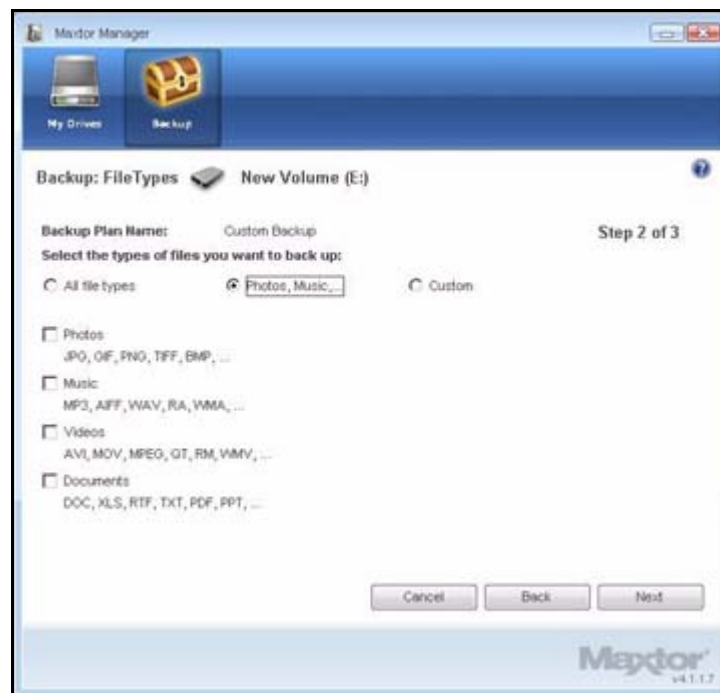 Maxtor Manager
My Drives Backup
Backup: FileTypes New Volume (E:)
Backup Plan Name: Custom Backup Step 2 of 3
Select the types of files you want to back up:
All file types Photos, Music,... Custom
Photos
JPG, GIF, PNG, TIFF, BMP, ...
Music
MP3, AIFF, WAV, RA, WMA, ...
Videos
AVI, MOV, MPEG, QT, RM, WMV, ...
Documents
DOC, XLS, RTF, TXT, PDF, PPT, ...
Cancel Back Next
Maxtor
v4.1.1.7